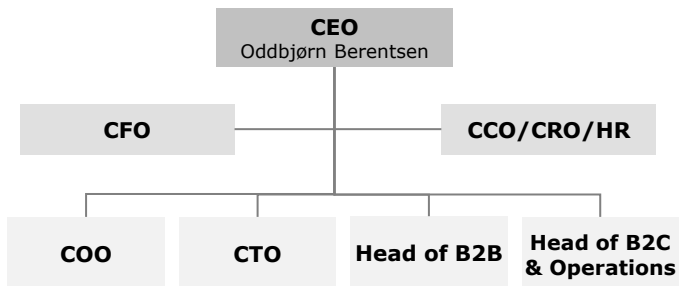 CEO
Oddbjørn Berentsen
CFO
CCO/CRO/HR
COO
CTO
Head of B2B
Head of B2C
& Operations